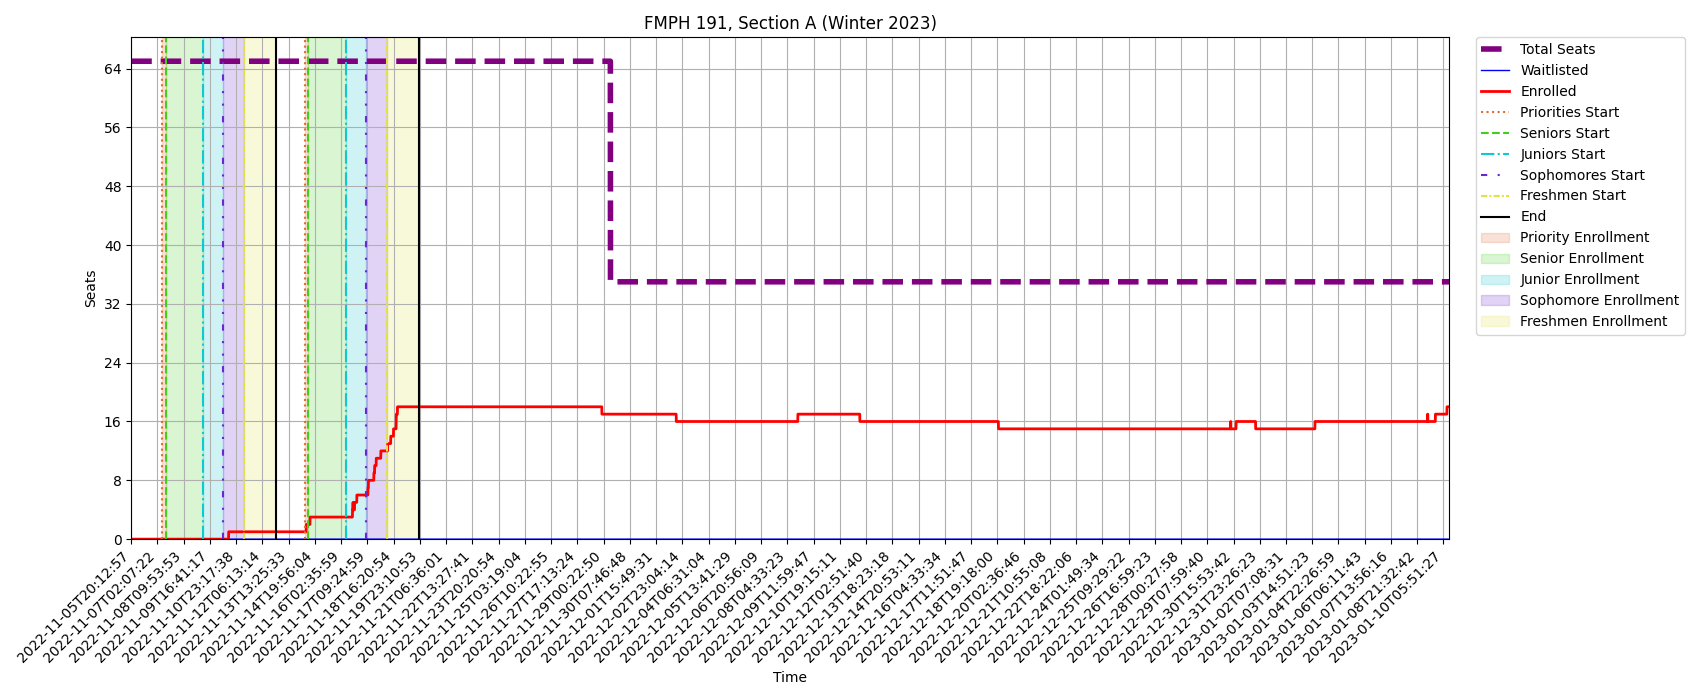 FMPH 191, Section A (Winter 2023)
Seats
64
56
48
40
32
24
16
8
0
2022-11-05T20:12:57
2022-11-07T02:07:22
2022-11-08T09:53:53
2022-11-09T16:41:17
2022-11-10T23:17:38
2022-11-12T06:13:14
2022-11-13T13:25:33
2022-11-14T19:56:04
2022-11-16T02:35:59
2022-11-17T09:24:59
2022-11-18T16:20:54
2022-11-19T23:10:53
2022-11-21T06:36:01
2022-11-22T13:27:41
2022-11-23T20:20:54
2022-11-25T03:19:04
2022-11-26T10:22:55
2022-11-27T17:13:24
2022-11-29T00:22:50
2022-11-30T07:46:48
2022-12-01T15:49:31
2022-12-02T23:04:14
2022-12-04T06:31:04
2022-12-05T13:41:29
2022-12-06T20:56:09
2022-12-08T04:33:23
2022-12-09T11:59:47
2022-12-10T19:15:11
2022-12-12T02:51:40
2022-12-13T18:23:18
2022-12-14T20:53:11
2022-12-16T04:33:34
2022-12-17T11:51:47
2022-12-18T19:18:00
2022-12-20T02:36:46
2022-12-21T10:55:08
2022-12-22T18:22:06
2022-12-24T01:49:34
2022-12-25T09:29:22
2022-12-26T16:59:23
2022-12-28T00:27:58
2022-12-29T07:59:40
2022-12-30T15:53:42
2022-12-31T23:26:23
2023-01-02T07:08:31
2023-01-03T14:51:23
2023-01-04T22:26:59
2023-01-06T06:11:43
2023-01-07T13:56:16
2023-01-08T21:32:42
2023-01-10T05:51:27
Time
Total Seats
Waitlisted
Enrolled
Priorities Start
Seniors Start
Juniors Start
Sophomores Start
Freshmen Start
End
Priority Enrollment
Senior Enrollment
Junior Enrollment
Sophomore Enrollment
Freshmen Enrollment